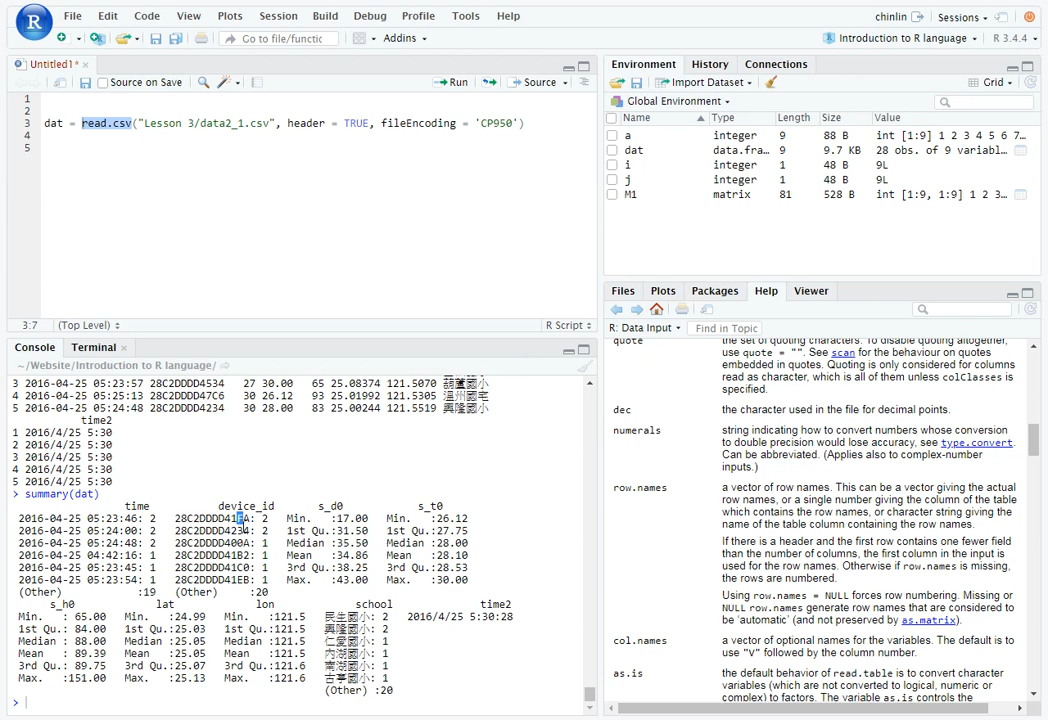 R File Edit Code View Plots Session Build Debug Profile Tools Help chinlin Sessions
Go to file/functic Addins Introduction to R language R 3.4.4
Untitled1* × Environment History Connections
Source on Save Run Source Import Dataset Grid
Global Environment
1
2
3 dat = read.csv("Lesson 3/data2_1.csv", header = TRUE, fileEncoding = 'CP950')
4
5
Name Type Length Size Value
a integer 9 88 B int [1:9] 1 2 3 4 5 6 7…
dat data.fra… 9 9.7 KB 28 obs. of 9 variabl…
i integer 1 48 B 9L
j integer 1 48 B 9L
M1 matrix 81 528 B int [1:9, 1:9] 1 2 3…
3:7 (Top Level) R Script
Console Terminal ×
~/Website/Introduction to R language/
3 2016-04-25 05:23:57 28C2DDDD4534 27 30.00 65 25.08374 121.5070 葫蘆國小
4 2016-04-25 05:25:13 28C2DDDD47C6 30 26.12 93 25.01992 121.5305 溫州國宅
5 2016-04-25 05:24:48 28C2DDDD4234 30 28.00 83 25.00244 121.5519 興隆國小
time2
1 2016/4/25 5:30
2 2016/4/25 5:30
3 2016/4/25 5:30
4 2016/4/25 5:30
5 2016/4/25 5:30
> summary(dat)
time device_id s_d0 s_t0
2016-04-25 05:23:46: 2 28C2DDDD41EA: 2 Min. :17.00 Min. :26.12
2016-04-25 05:24:00: 2 28C2DDDD4234: 2 1st Qu.:31.50 1st Qu.:27.75
2016-04-25 05:24:48: 2 28C2DDDD400A: 1 Median :35.50 Median :28.00
2016-04-25 04:42:16: 1 28C2DDDD41B2: 1 Mean :34.86 Mean :28.10
2016-04-25 05:23:45: 1 28C2DDDD41C0: 1 3rd Qu.:38.25 3rd Qu.:28.53
2016-04-25 05:23:54: 1 28C2DDDD41EB: 1 Max. :43.00 Max. :30.00
(Other) :19 (Other) :20
s_h0 lat lon school time2
Min. : 65.00 Min. :24.99 Min. :121.5 民生國小: 2 2016/4/25 5:30:28
1st Qu.: 84.00 1st Qu.:25.03 1st Qu.:121.5 興隆國小: 2
Median : 88.00 Median :25.05 Median :121.5 仁愛國小: 1
Mean : 89.39 Mean :25.05 Mean :121.5 內湖國小: 1
3rd Qu.: 89.75 3rd Qu.:25.07 3rd Qu.:121.6 南湖國小: 1
Max. :151.00 Max. :25.13 Max. :121.6 古亭國小: 1
(Other) :20
>
Files Plots Packages Help Viewer
R: Data Input Find in Topic
quote the set of quoting characters. To disable quoting altogether,
use quote = "". See scan for the behaviour on quotes
embedded in quotes. Quoting is only considered for columns
read as character, which is all of them unless colClasses is
specified.
dec the character used in the file for decimal points.
numerals string indicating how to convert numbers whose conversion
to double precision would lose accuracy, see type.convert.
Can be abbreviated. (Applies also to complex-number
inputs.)
row.names a vector of row names. This can be a vector giving the actual
row names, or a single number giving the column of the table
which contains the row names, or character string giving the
name of the table column containing the row names.
If there is a header and the first row contains one fewer field
than the number of columns, the first column in the input is
used for the row names. Otherwise if row.names is missing,
the rows are numbered.
Using row.names = NULL forces row numbering. Missing or
NULL row.names generate row names that are considered to
be 'automatic' (and not preserved by as.matrix).
col.names a vector of optional names for the variables. The default is to
use "V" followed by the column number.
as.is the default behavior of read.table is to convert character
variables (which are not converted to logical, numeric or
complex) to factors. The variable as.is controls the